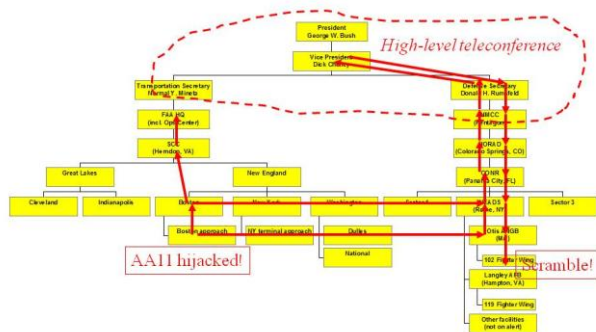 President
George W. Bush
High-level teleconference
Vice President
Dick
Transportation Secretary
Norman Y. Mineta
Defense Secretary
Donald H. Rumsfeld
FAA HQ
(incl. Ops Center)
NMCC
SCC
(Herndon, VA)
NORAD
(Colorado Springs, CO)
CONR
(Panama City, FL)
Great Lakes
New England
Cleveland
Indianapolis
Boston
New York
Washington
NEADS
(Rome, NY)
Sector 3
Boston approach
NY terminal approach
Dulles
National
Otis ANGB
(MA)
AA11 hijacked!
102 Fighter Wing
Scramble!
Langley AFB
(Hampton, VA)
119 Fighter Wing
Other facilities
(not on alert)